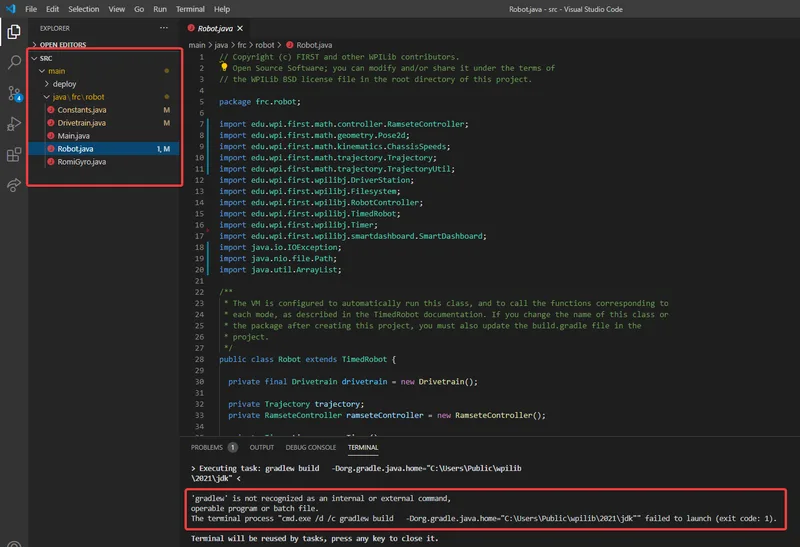 File Edit Selection View Go Run Terminal Help
Robot.java - src - Visual Studio Code
EXPLORER ...
OPEN EDITORS
SRC
main
deploy
java \ frc \ robot
Constants.java M
Drivetrain.java M
Main.java
Robot.java 1, M
RomiGyro.java
4
Robot.java
main > java > frc > robot > Robot.java
1 // Copyright (c) FIRST and other WPILib contributors.
2 // Open Source Software; you can modify and/or share it under the terms of
3 // the WPILib BSD license file in the root directory of this project.
4
5 package frc.robot;
6
7 import edu.wpi.first.math.controller.RamseteController;
8 import edu.wpi.first.math.geometry.Pose2d;
9 import edu.wpi.first.math.kinematics.ChassisSpeeds;
10 import edu.wpi.first.math.trajectory.Trajectory;
11 import edu.wpi.first.math.trajectory.TrajectoryUtil;
12 import edu.wpi.first.wpilibj.DriverStation;
13 import edu.wpi.first.wpilibj.Filesystem;
14 import edu.wpi.first.wpilibj.RobotController;
15 import edu.wpi.first.wpilibj.TimedRobot;
16 import edu.wpi.first.wpilibj.Timer;
17 import edu.wpi.first.wpilibj.smartdashboard.SmartDashboard;
18 import java.io.IOException;
19 import java.nio.file.Path;
20 import java.util.ArrayList;
21
22 /**
23 * The VM is configured to automatically run this class, and to call the functions corresponding to
24 * each mode, as described in the TimedRobot documentation. If you change the name of this class or
25 * the package after creating this project, you must also update the build.gradle file in the
26 * project.
27 */
28 public class Robot extends TimedRobot {
29
30 private final Drivetrain drivetrain = new Drivetrain();
31
32 private Trajectory trajectory;
33 private RamseteController ramseteController = new RamseteController();
34
PROBLEMS 1 OUTPUT DEBUG CONSOLE TERMINAL
> Executing task: gradlew build -Dorg.gradle.java.home="C:\Users\Public\wpilib
\2021\jdk" <
'gradlew' is not recognized as an internal or external command,
operable program or batch file.
The terminal process "cmd.exe /d /c gradlew build -Dorg.gradle.java.home="C:\Users\Public\wpilib\2021\jdk"" failed to launch (exit code: 1).
Terminal will be reused by tasks, press any key to close it.